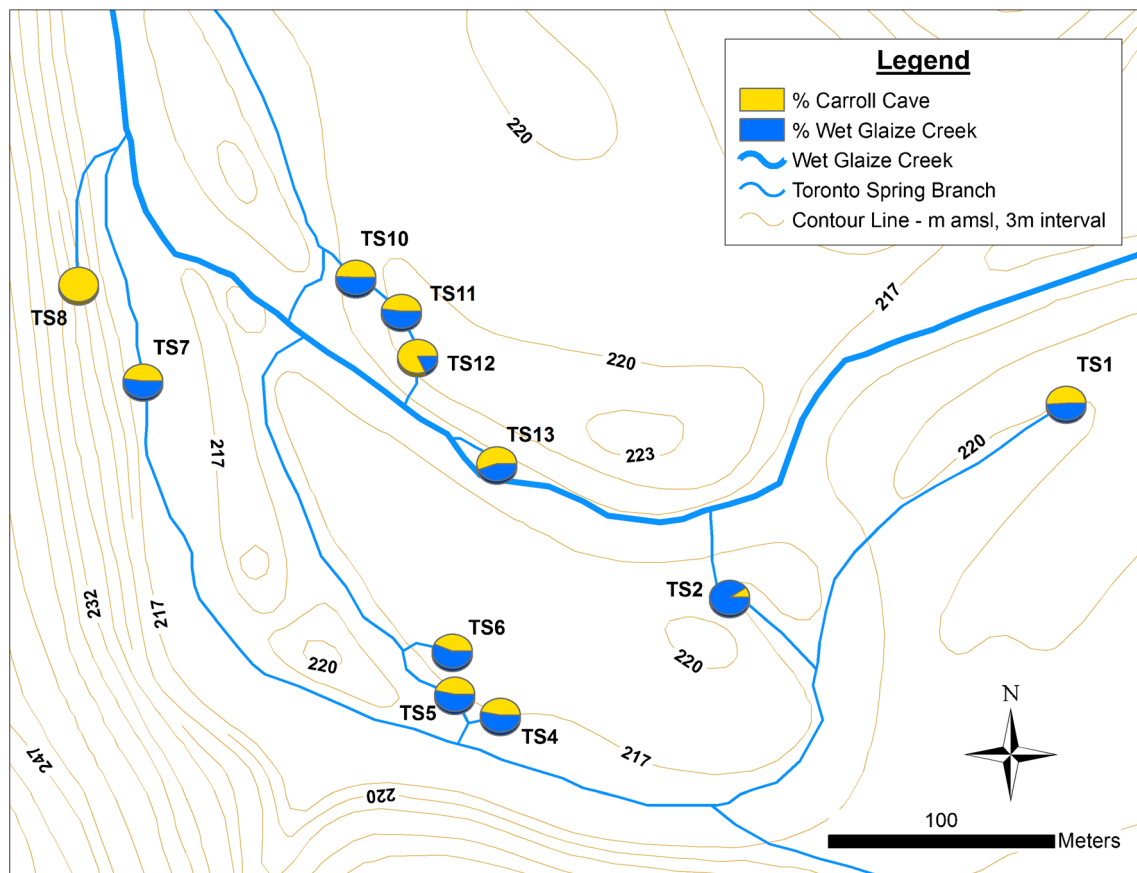 Legend
% Carroll Cave
% Wet Glaize Creek
Wet Glaize Creek
Toronto Spring Branch
Contour Line - m amsl, 3m interval
220
TS10
TS11
217
TS8
TS7
TS12
220
TS1
TS13
217
223
220
TS2
232
217
TS6
220
220
TS5
TS4
217
N
247
220
100
Meters